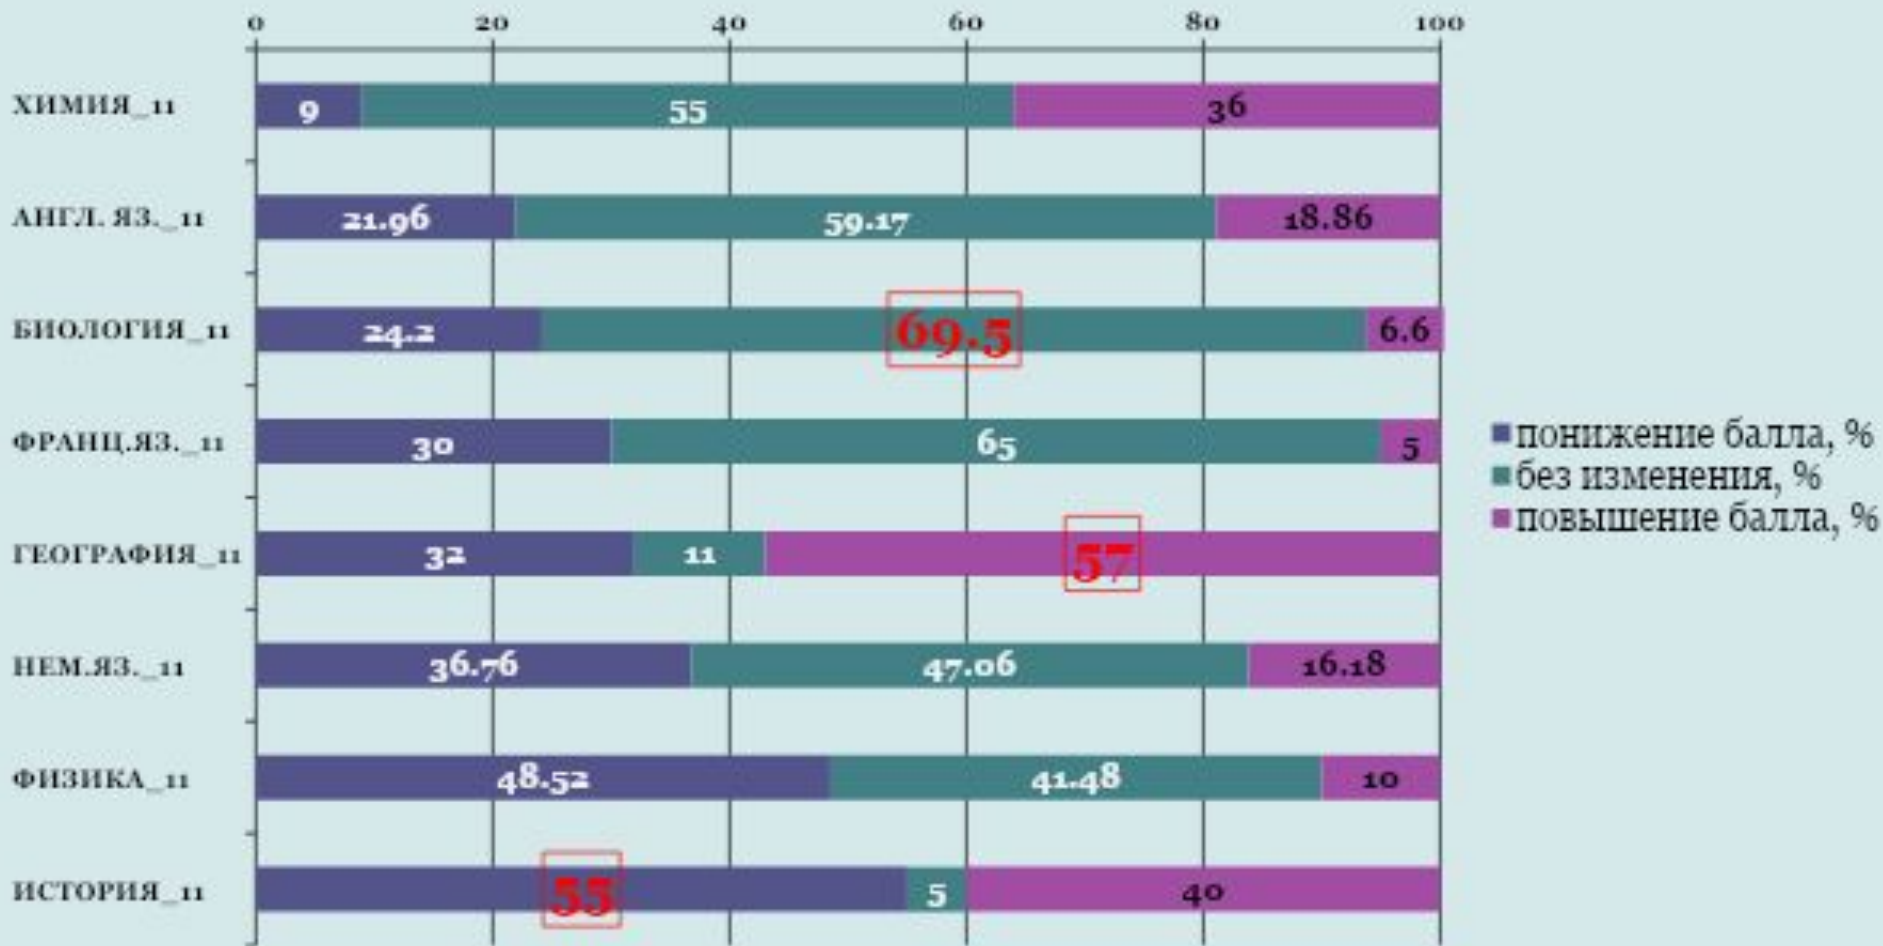 0 20 40 60 80 100
ХИМИЯ_11 9 55 36
АНГЛ. ЯЗ._11 21.96 59.17 18.86
БИОЛОГИЯ_11 24.2 69.5 6.6
ФРАНЦ.ЯЗ._11 30 65 5
ГЕОГРАФИЯ_11 32 11 57
НЕМ.ЯЗ._11 36.76 47.06 16.18
ФИЗИКА_11 48.52 41.48 10
ИСТОРИЯ_11 55 5 40
понижение балла, %
без изменения, %
повышение балла, %